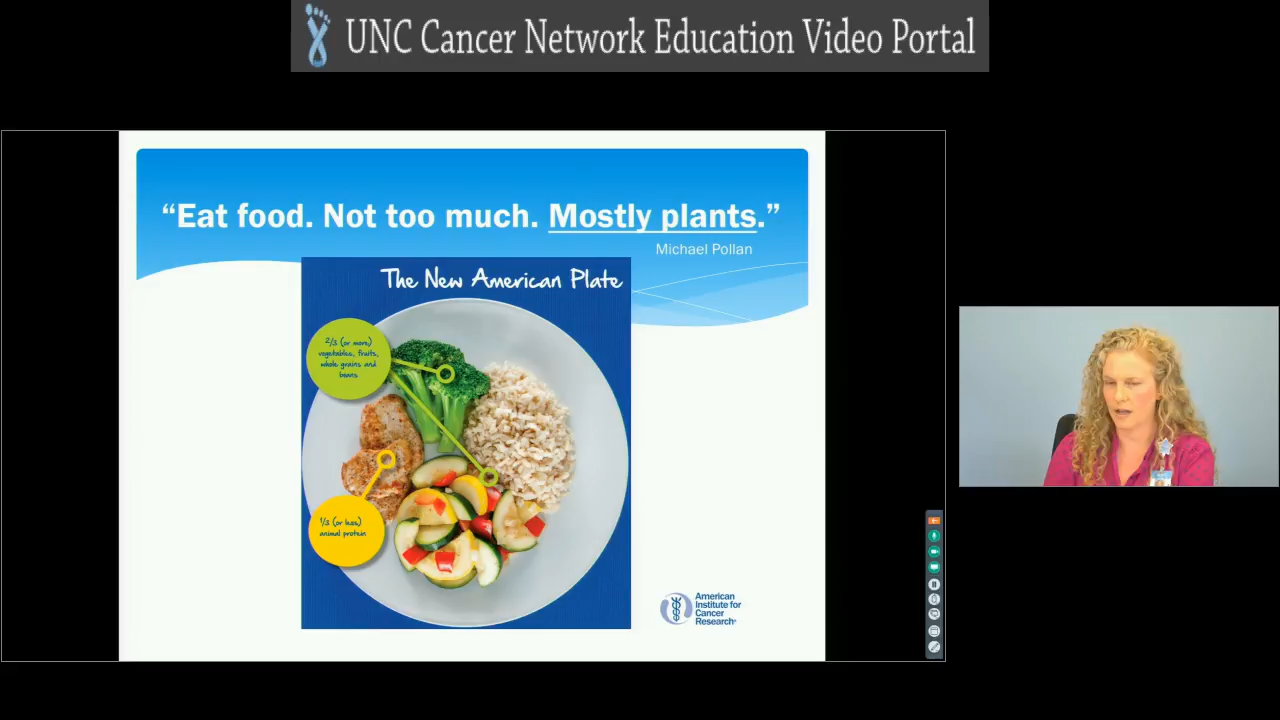 UNC Cancer Network Education Video Portal
“Eat food. Not too much. Mostly plants.”
Michael Pollan
The New American Plate
2/3 (or more)
vegetables, fruits,
whole grains and
beans
1/3 (or less)
animal protein
American
Institute for
Cancer
Research